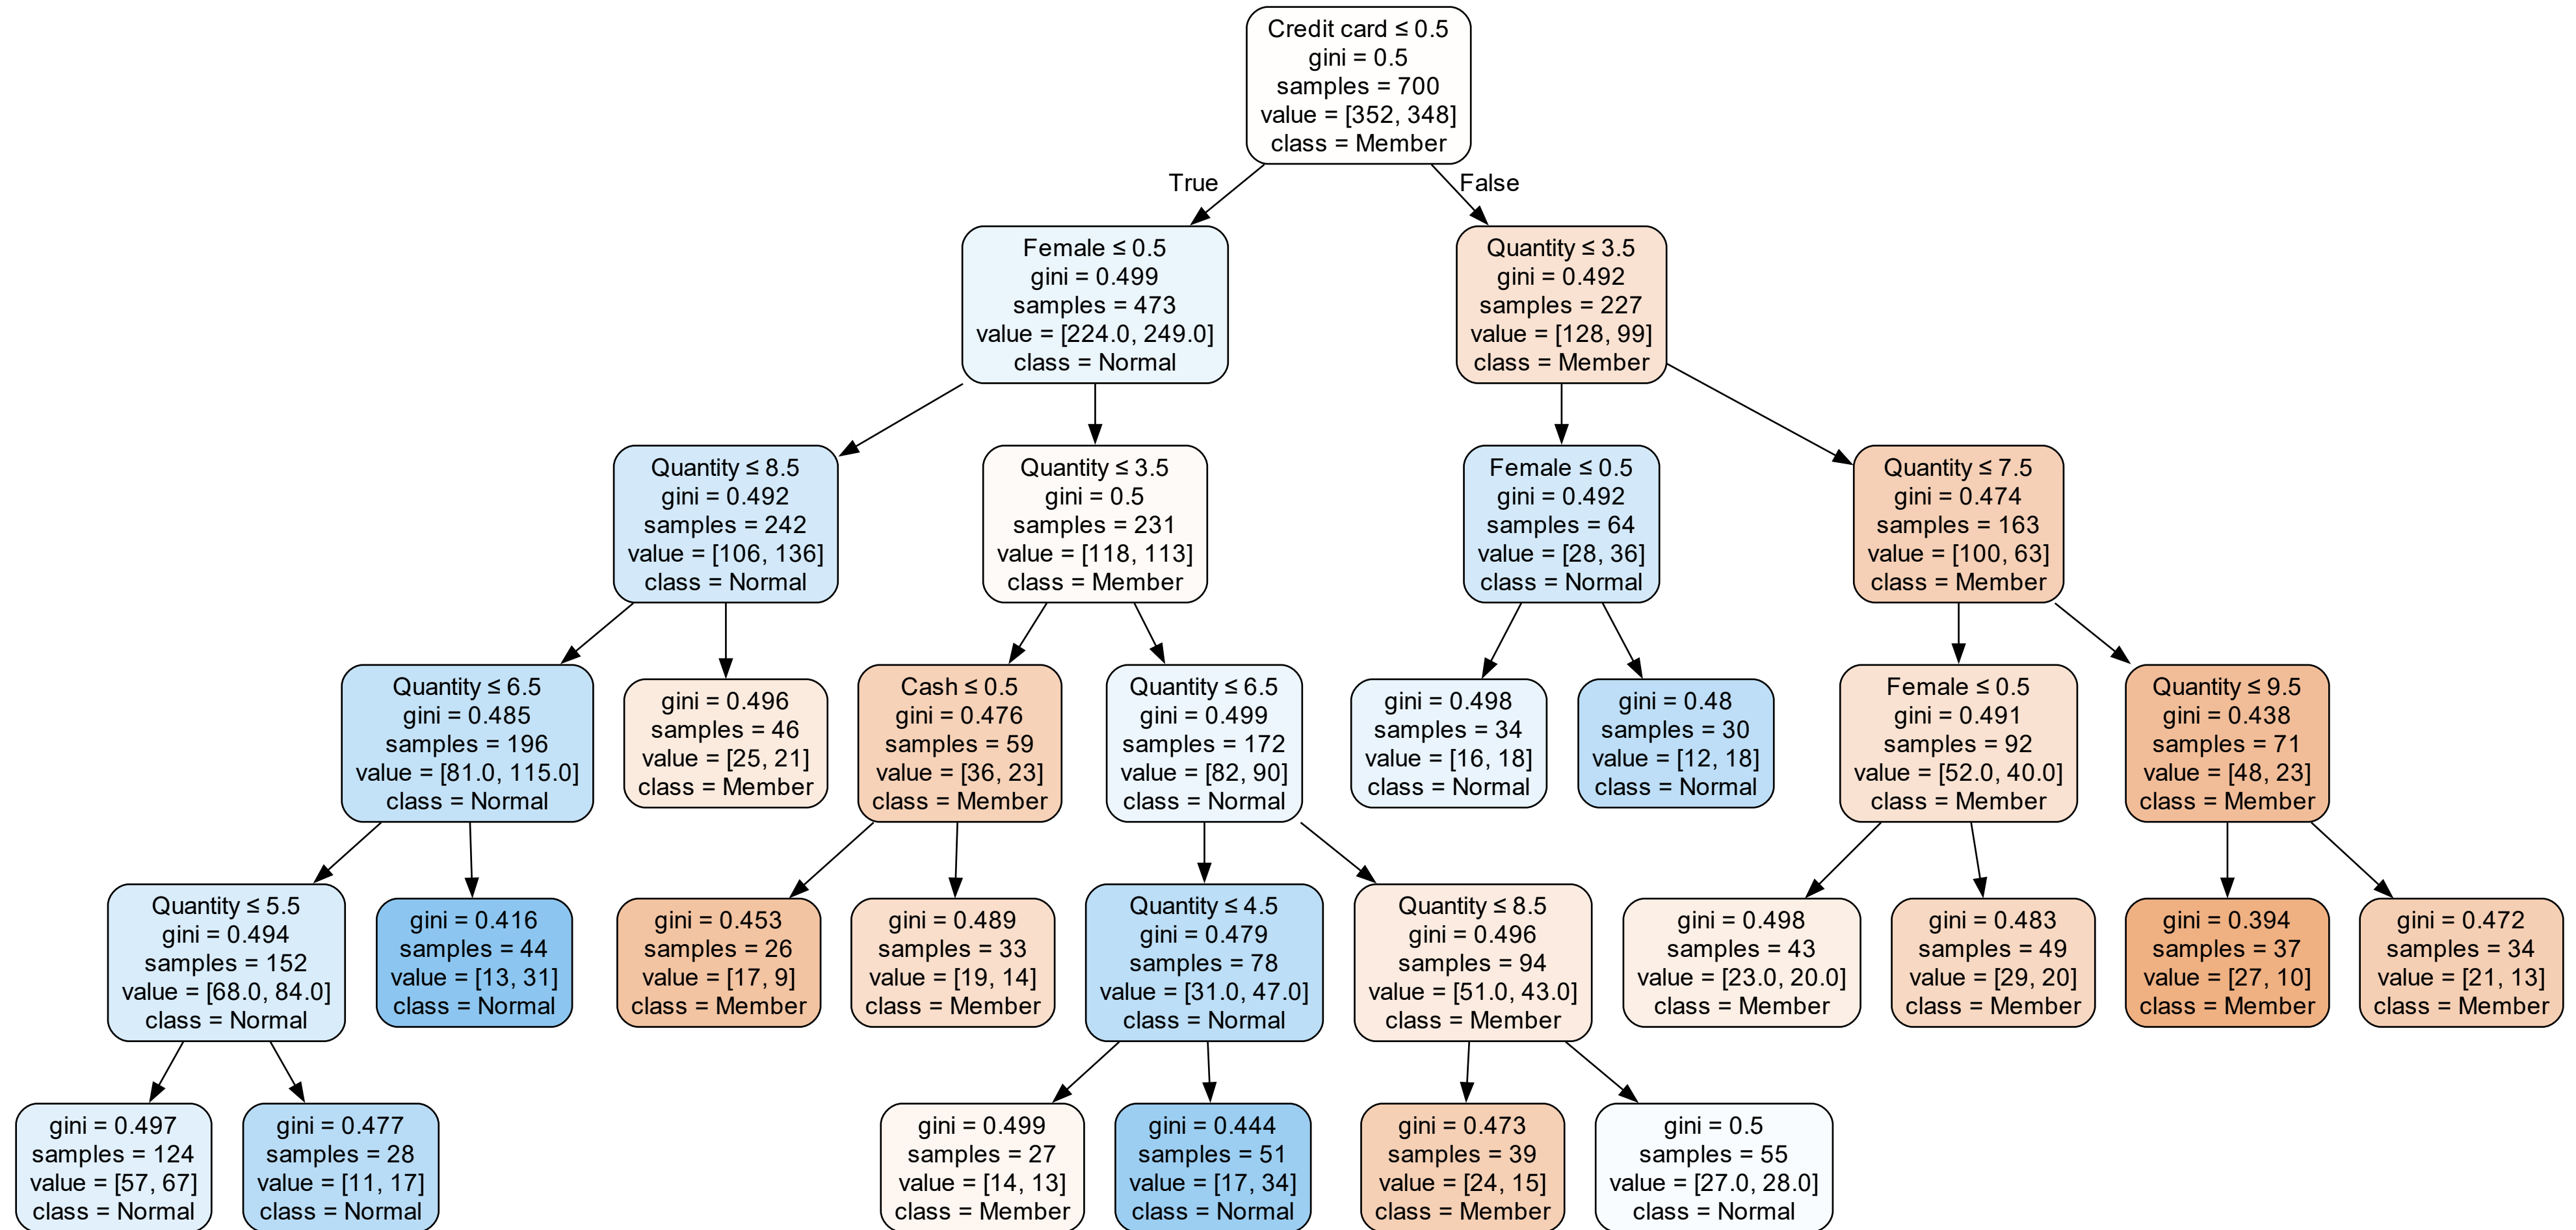 Credit card ≤ 0.5
gini = 0.5
samples = 700
value = [352, 348]
class = Member
True
False
Female ≤ 0.5
gini = 0.499
samples = 473
value = [224.0, 249.0]
class = Normal
Quantity ≤ 3.5
gini = 0.492
samples = 227
value = [128, 99]
class = Member
Quantity ≤ 8.5
gini = 0.492
samples = 242
value = [106, 136]
class = Normal
Quantity ≤ 3.5
gini = 0.5
samples = 231
value = [118, 113]
class = Member
Female ≤ 0.5
gini = 0.492
samples = 64
value = [28, 36]
class = Normal
Quantity ≤ 7.5
gini = 0.474
samples = 163
value = [100, 63]
class = Member
Quantity ≤ 6.5
gini = 0.485
samples = 196
value = [81.0, 115.0]
class = Normal
gini = 0.496
samples = 46
value = [25, 21]
class = Member
Cash ≤ 0.5
gini = 0.476
samples = 59
value = [36, 23]
class = Member
Quantity ≤ 6.5
gini = 0.499
samples = 172
value = [82, 90]
class = Normal
gini = 0.498
samples = 34
value = [16, 18]
class = Normal
gini = 0.48
samples = 30
value = [12, 18]
class = Normal
Female ≤ 0.5
gini = 0.491
samples = 92
value = [52.0, 40.0]
class = Member
Quantity ≤ 9.5
gini = 0.438
samples = 71
value = [48, 23]
class = Member
Quantity ≤ 5.5
gini = 0.494
samples = 152
value = [68.0, 84.0]
class = Normal
gini = 0.416
samples = 44
value = [13, 31]
class = Normal
gini = 0.453
samples = 26
value = [17, 9]
class = Member
gini = 0.489
samples = 33
value = [19, 14]
class = Member
Quantity ≤ 4.5
gini = 0.479
samples = 78
value = [31.0, 47.0]
class = Normal
Quantity ≤ 8.5
gini = 0.496
samples = 94
value = [51.0, 43.0]
class = Member
gini = 0.498
samples = 43
value = [23.0, 20.0]
class = Member
gini = 0.483
samples = 49
value = [29, 20]
class = Member
gini = 0.394
samples = 37
value = [27, 10]
class = Member
gini = 0.472
samples = 34
value = [21, 13]
class = Member
gini = 0.497
samples = 124
value = [57, 67]
class = Normal
gini = 0.477
samples = 28
value = [11, 17]
class = Normal
gini = 0.499
samples = 27
value = [14, 13]
class = Member
gini = 0.444
samples = 51
value = [17, 34]
class = Normal
gini = 0.473
samples = 39
value = [24, 15]
class = Member
gini = 0.5
samples = 55
value = [27.0, 28.0]
class = Normal